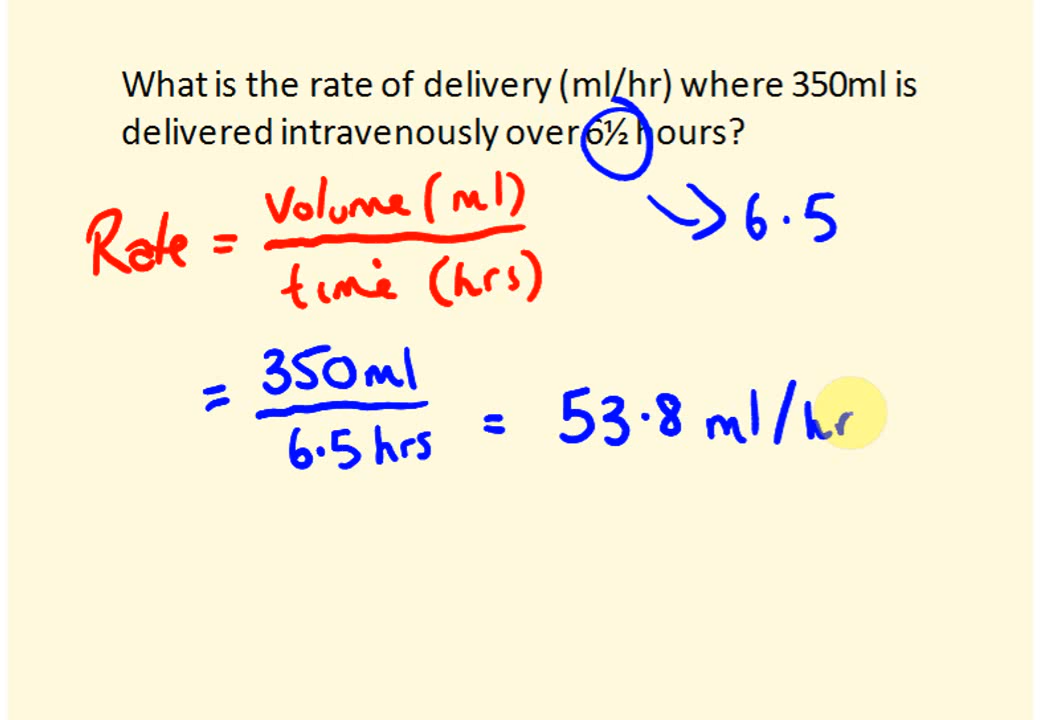 What is the rate of delivery (ml/hr) where 350ml is
delivered intravenously over 6½ hours?
→ 6.5
Rate = Volume (ml)
time (hrs)
= 350ml
6.5 hrs
= 53.8 ml/hr